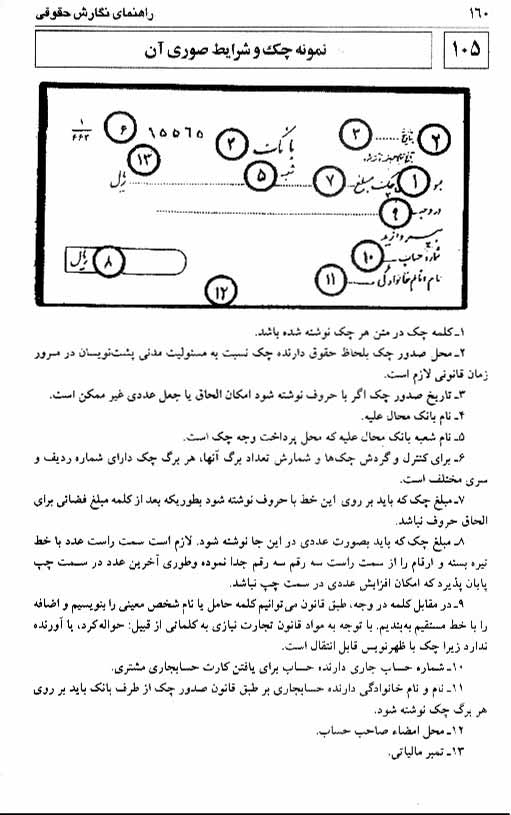 ۱۶۰
راهنمای نگارش حقوقی
۱۰۵
نمونه چک و شرایط صوری آن
۱
۶۶۳
۶
۶ ۵ ۵ ۶ ۵
۴
بانک
۳
تاریخ
۲
۱۳
شعبه
۵
ریال
۷
مبلغ
چک
۱
بموجب
در وجه
۹
بپردازید
شماره حساب
۱۰
ریال
۸
نام و نام خانوادگی
۱۱
۱۲
۱ـ کلمه چک در متن هر چک نوشته شده باشد.
۲ـ محل صدور چک بلحاظ حقوق دارنده چک نسبت به مسئولیت مدنی پشت‌نویسان در مرور
زمان قانونی لازم است.
۳ـ تاریخ صدور چک اگر با حروف نوشته شود امکان الحاق یا جعل عددی غیر ممکن است.
۴ـ نام بانک محال علیه.
۵ـ نام شعبه بانک محال علیه که محل پرداخت وجه چک است.
۶ـ برای کنترل و گردش چک‌ها و شمارش تعداد برگ آنها، هر برگ چک دارای شماره ردیف و
سری مختلف است.
۷ـ مبلغ چک که باید بر روی این خط با حروف نوشته شود بطوریکه بعد از کلمه مبلغ فضائی برای
الحاق حروف نباشد.
۸ـ مبلغ چک که باید بصورت عددی در این جا نوشته شود. لازم است سمت راست عدد با خط
تیره بسته و ارقام را از سمت راست سه رقم سه رقم جدا نموده وطوری آخرین عدد در سمت چپ
پایان پذیرد که امکان افزایش عددی در سمت چپ نباشد.
۹ـ در مقابل کلمه در وجه، طبق قانون می‌توانیم کلمه حامل یا نام شخص معینی را بنویسیم و اضافه
را با خط مستقیم به‌بندیم. با توجه به مواد قانون تجارت نیازی به کلماتی از قبیل: حواله‌کرد، یا آورنده
ندارد زیرا چک با ظهرنویس قابل انتقال است.
۱۰ـ شماره حساب جاری دارنده حساب برای یافتن کارت حسابجاری مشتری.
۱۱ـ نام و نام خانوادگی دارنده حسابجاری بر طبق قانون صدور چک از طرف بانک باید بر روی
هر برگ چک نوشته شود.
۱۲ـ محل امضاء صاحب حساب.
۱۳ـ تمبر مالیاتی.